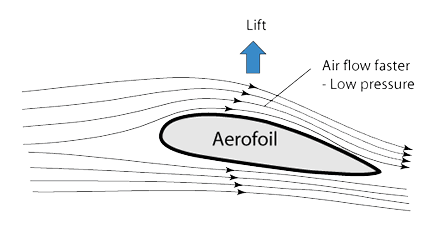 Lift
Air flow faster
- Low pressure
Aerofoil